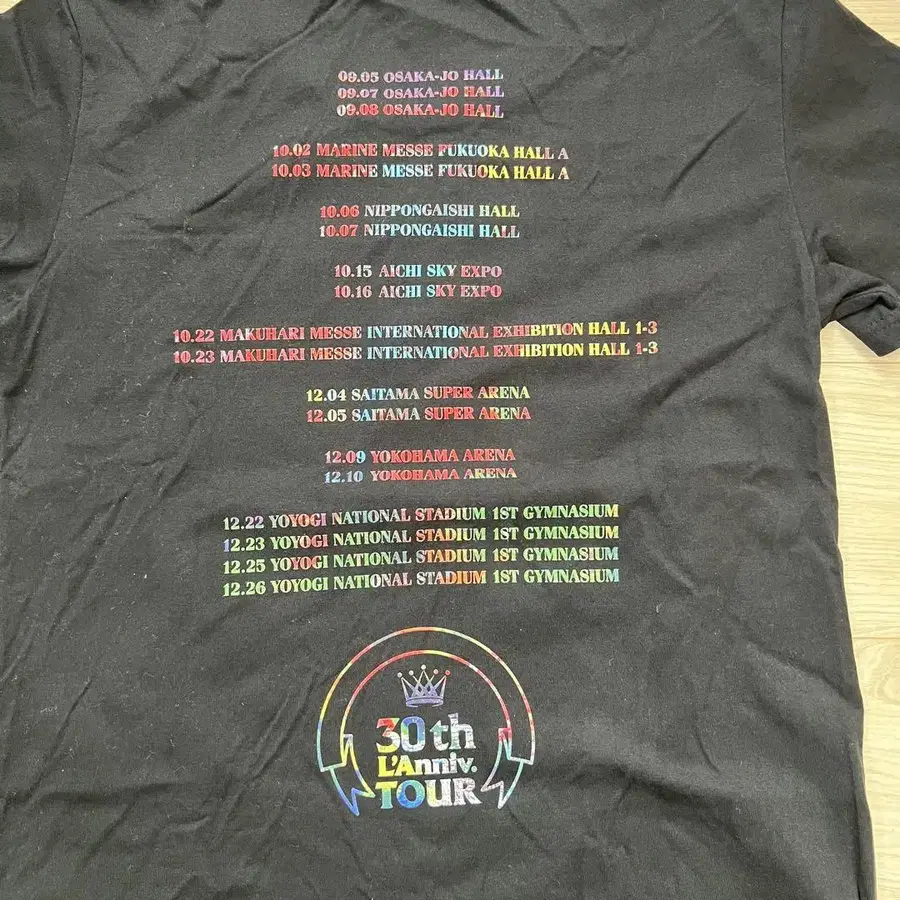 09.05 OSAKA-JO HALL
09.07 OSAKA-JO HALL
09.08 OSAKA-JO HALL
10.02 MARINE MESSE FUKUOKA HALL A
10.03 MARINE MESSE FUKUOKA HALL A
10.06 NIPPONGAISHI HALL
10.07 NIPPONGAISHI HALL
10.15 AICHI SKY EXPO
10.16 AICHI SKY EXPO
10.22 MAKUHARI MESSE INTERNATIONAL EXHIBITION HALL 1-3
10.23 MAKUHARI MESSE INTERNATIONAL EXHIBITION HALL 1-3
12.04 SAITAMA SUPER ARENA
12.05 SAITAMA SUPER ARENA
12.09 YOKOHAMA ARENA
12.10 YOKOHAMA ARENA
12.22 YOYOGI NATIONAL STADIUM 1ST GYMNASIUM
12.23 YOYOGI NATIONAL STADIUM 1ST GYMNASIUM
12.25 YOYOGI NATIONAL STADIUM 1ST GYMNASIUM
12.26 YOYOGI NATIONAL STADIUM 1ST GYMNASIUM
30th
L'Anniv.
TOUR